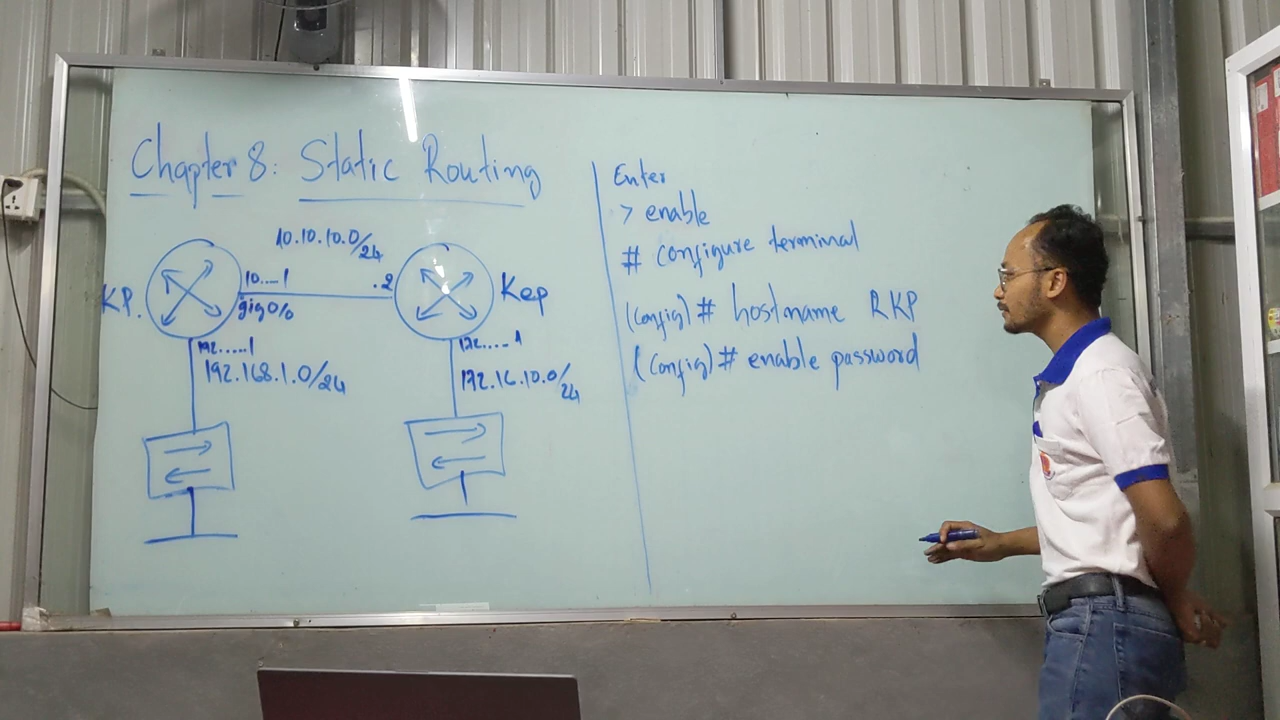 Chapter 8: Static Routing
10.10.10.0/24
KP.
10....1
.2
Kep
gig0/0
192.....1
192.168.1.0/24
172.....1
172.16.10.0/24
Enter
> enable
# configure terminal
(config)# hostname RKP
(config)# enable password